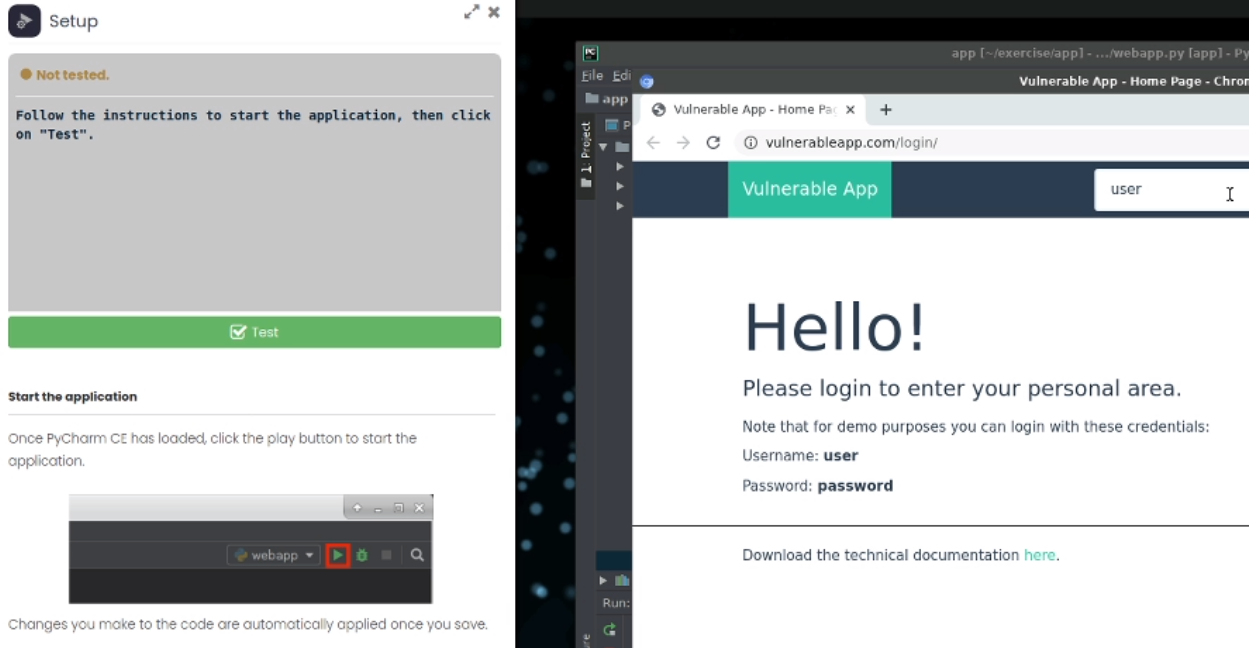 Setup
Not tested.
Follow the instructions to start the application, then click
on "Test".
Test
Start the application
Once PyCharm CE has loaded, click the play button to start the
application.
webapp
Changes you make to the code are automatically applied once you save.
PC
app [~/exercise/app] - .../webapp.py [app] - Py
File Edi
app
P
1: Project
Run:
Vulnerable App - Home Page - Chro
Vulnerable App - Home Pa
vulnerableapp.com/login/
Vulnerable App
user
Hello!
Please login to enter your personal area.
Note that for demo purposes you can login with these credentials:
Username: user
Password: password
Download the technical documentation here.